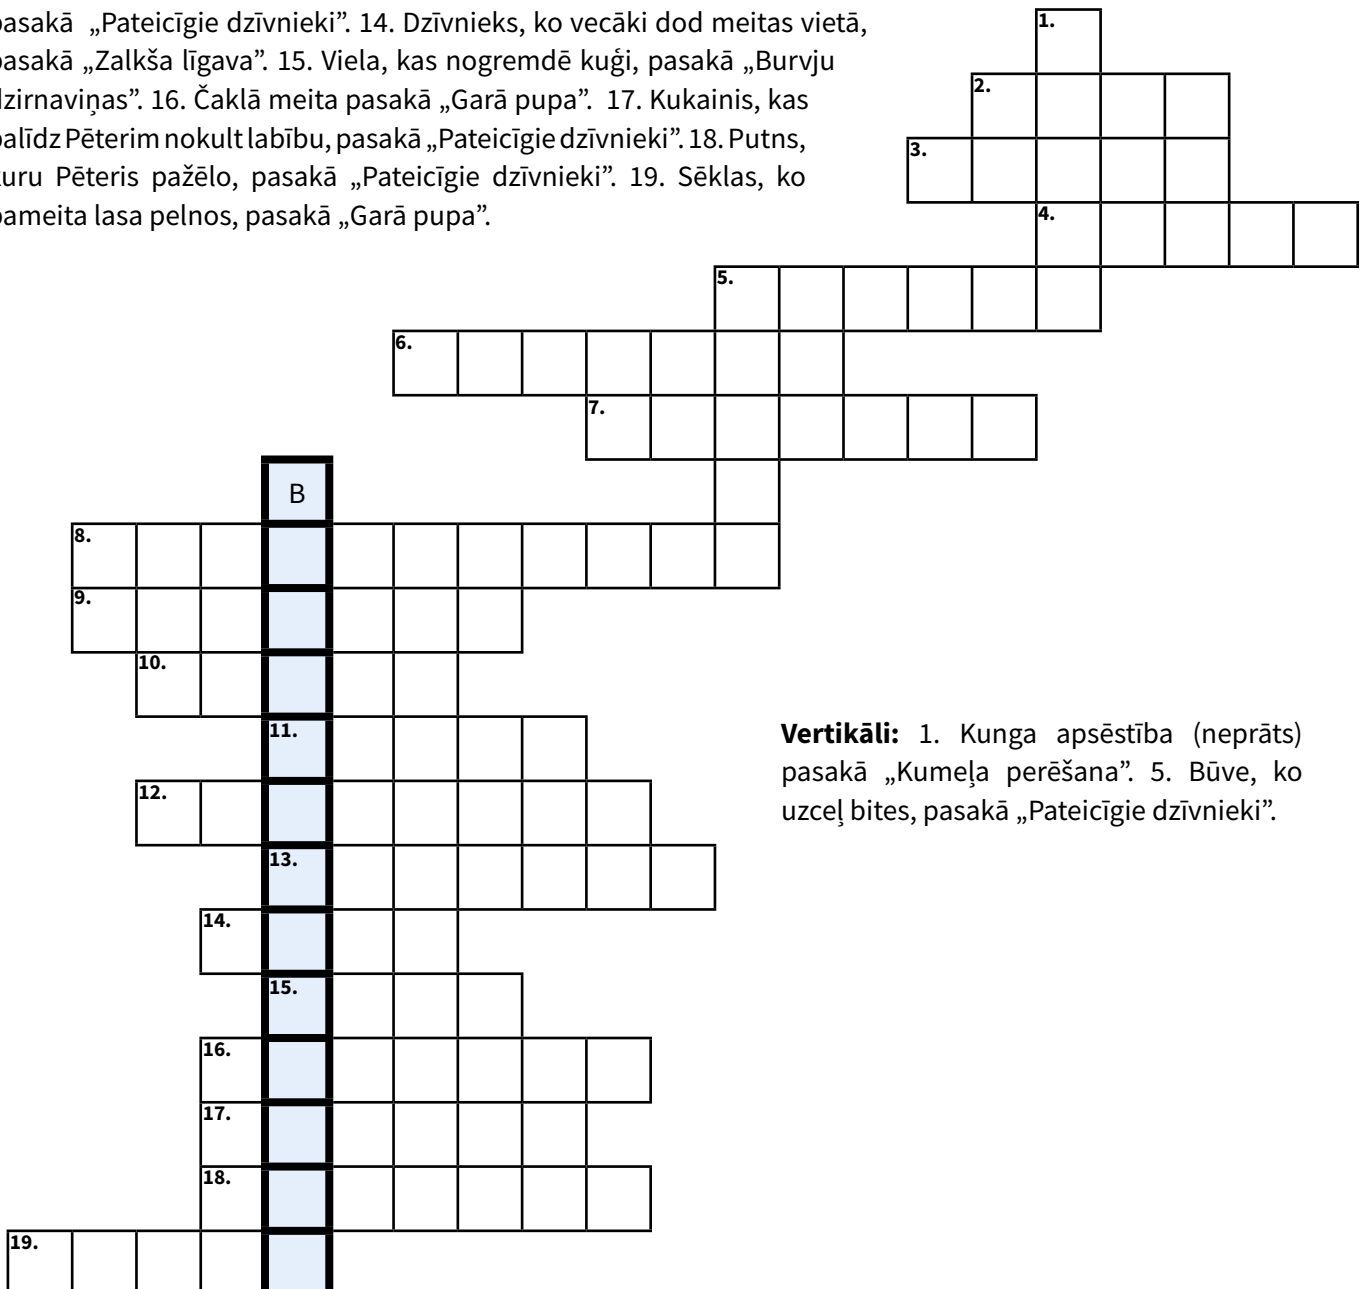 pasakā „Pateicīgie dzīvnieki”. 14. Dzīvnieks, ko vecāki dod meitas vietā,
pasakā „Zalkša līgava”. 15. Viela, kas nogremdē kuģi, pasakā „Burvju
dzirnaviņas”. 16. Čaklā meita pasakā „Garā pupa”. 17. Kukainis, kas
palīdz Pēterim nokult labību, pasakā „Pateicīgie dzīvnieki”. 18. Putns,
kuru Pēteris pažēlo, pasakā „Pateicīgie dzīvnieki”. 19. Sēklas, ko
pameita lasa pelnos, pasakā „Garā pupa”.
1.
2.
3.
4.
5.
6.
7.
B
8.
9.
10.
11.
12.
13.
14.
15.
16.
17.
18.
19.
Vertikāli: 1. Kunga apsēstība (neprāts)
pasakā „Kumeļa perēšana”. 5. Būve, ko
uzceļ bites, pasakā „Pateicīgie dzīvnieki”.